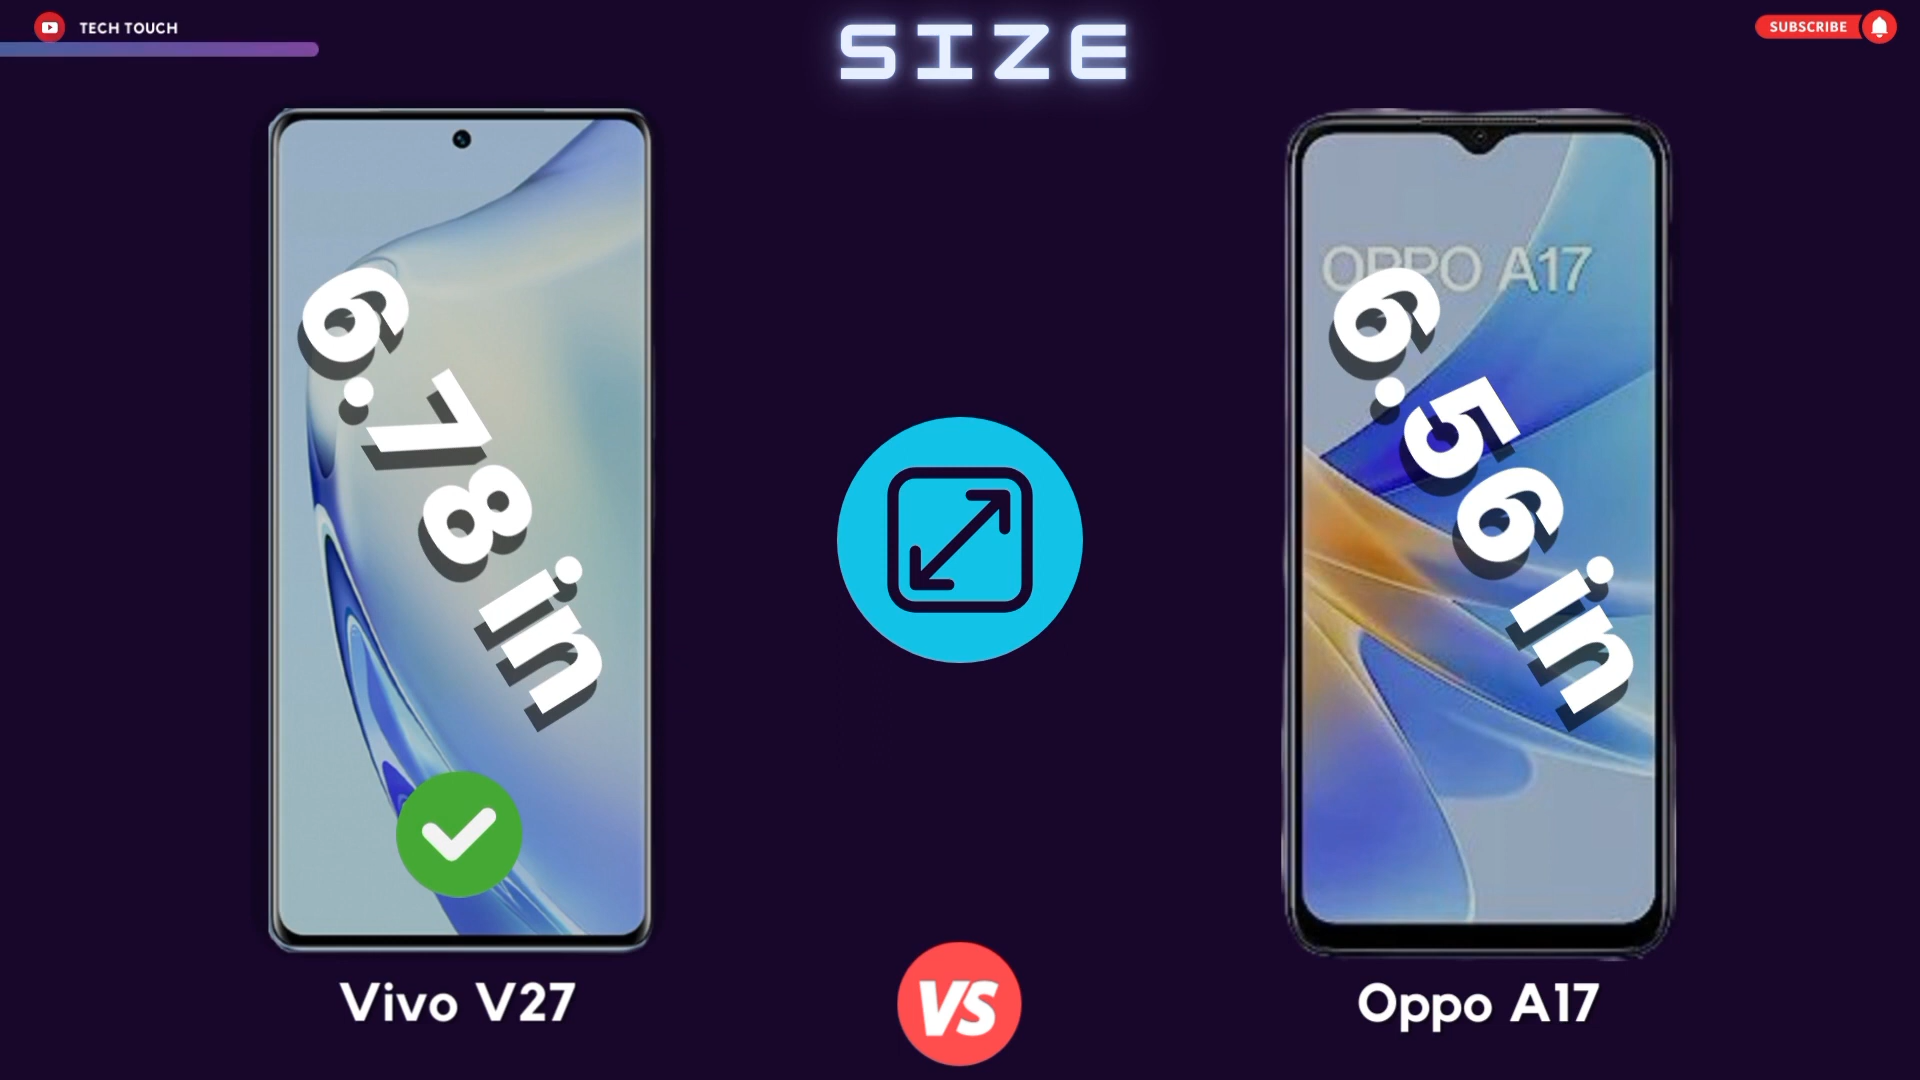 TECH TOUCH
SIZE
SUBSCRIBE
6.78 in
OPPO A17
6.56 in
Vivo V27
VS
Oppo A17